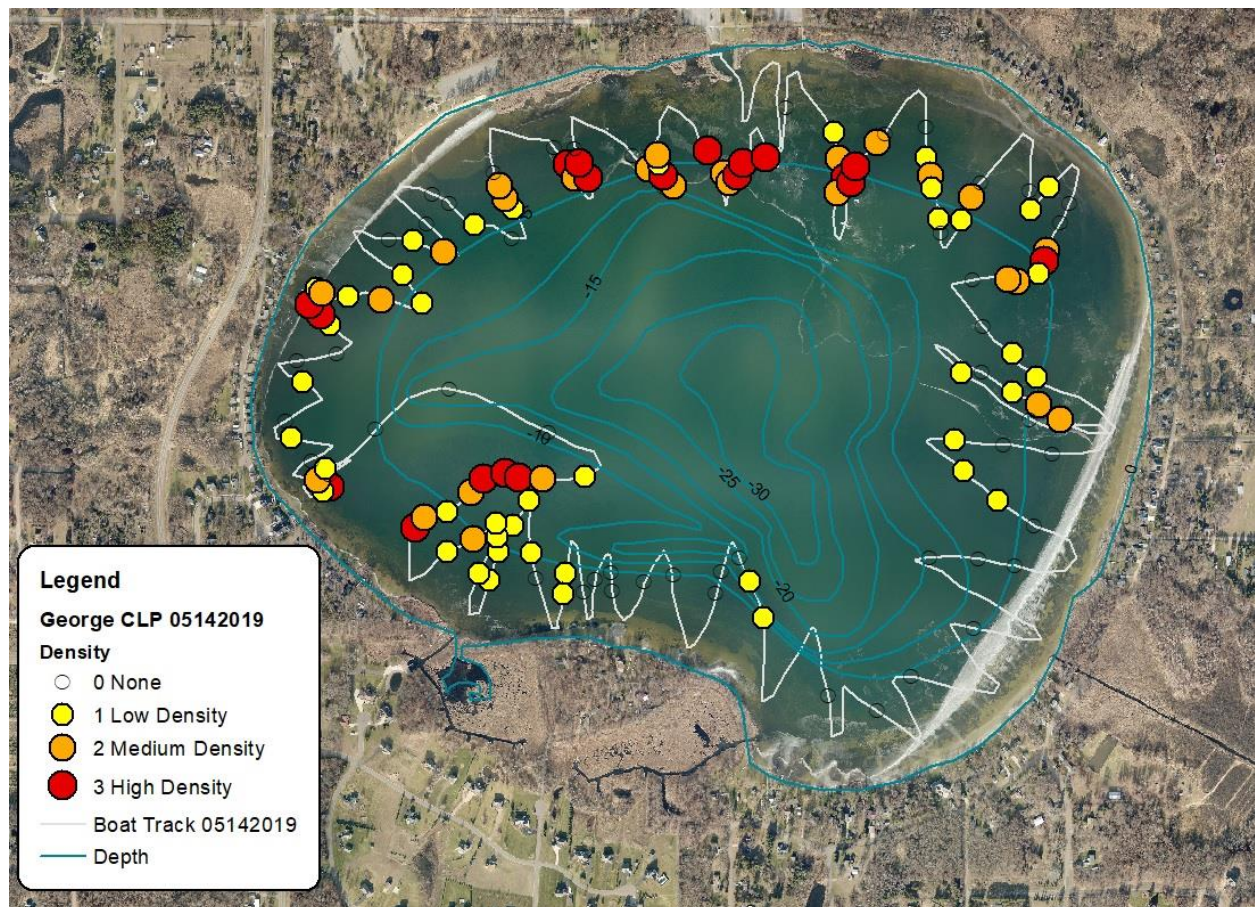 -15
-10
-25
-30
-20
0
Legend
George CLP 05142019
Density
0 None
1 Low Density
2 Medium Density
3 High Density
Boat Track 05142019
Depth